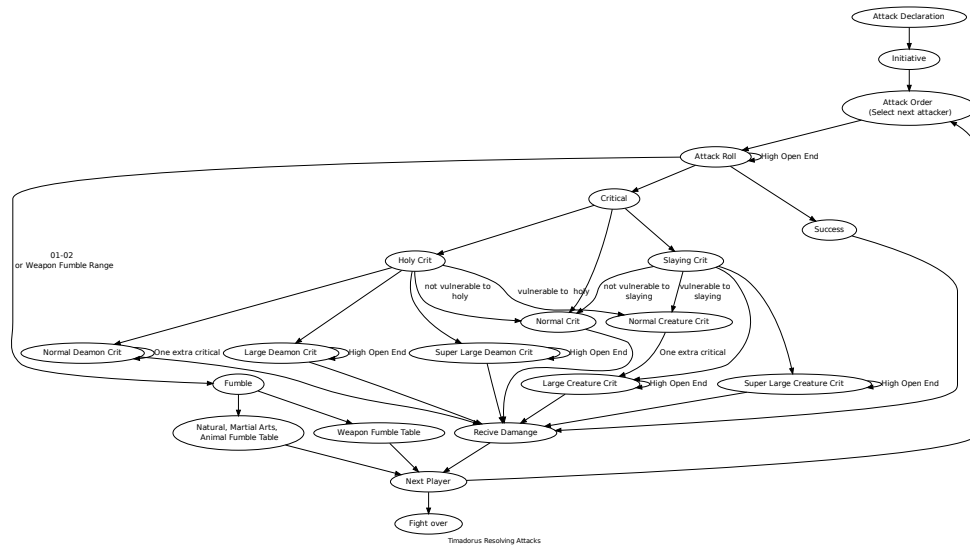 Attack Declaration
Initiative
Attack Order
(Select next attacker)
Attack Roll
High Open End
Critical
Success
01-02
or Weapon Fumble Range
Holy Crit
Slaying Crit
not vulnerable to
holy
vulnerable to holy
not vulnerable to
slaying
vulnerable to
slaying
Normal Crit
Normal Creature Crit
Normal Deamon Crit
One extra critical
Large Deamon Crit
High Open End
Super Large Deamon Crit
High Open End
One extra critical
Fumble
Large Creature Crit
High Open End
Super Large Creature Crit
High Open End
Natural, Martial Arts,
Animal Fumble Table
Weapon Fumble Table
Recive Damange
Next Player
Fight over
Timadorus Resolving Attacks